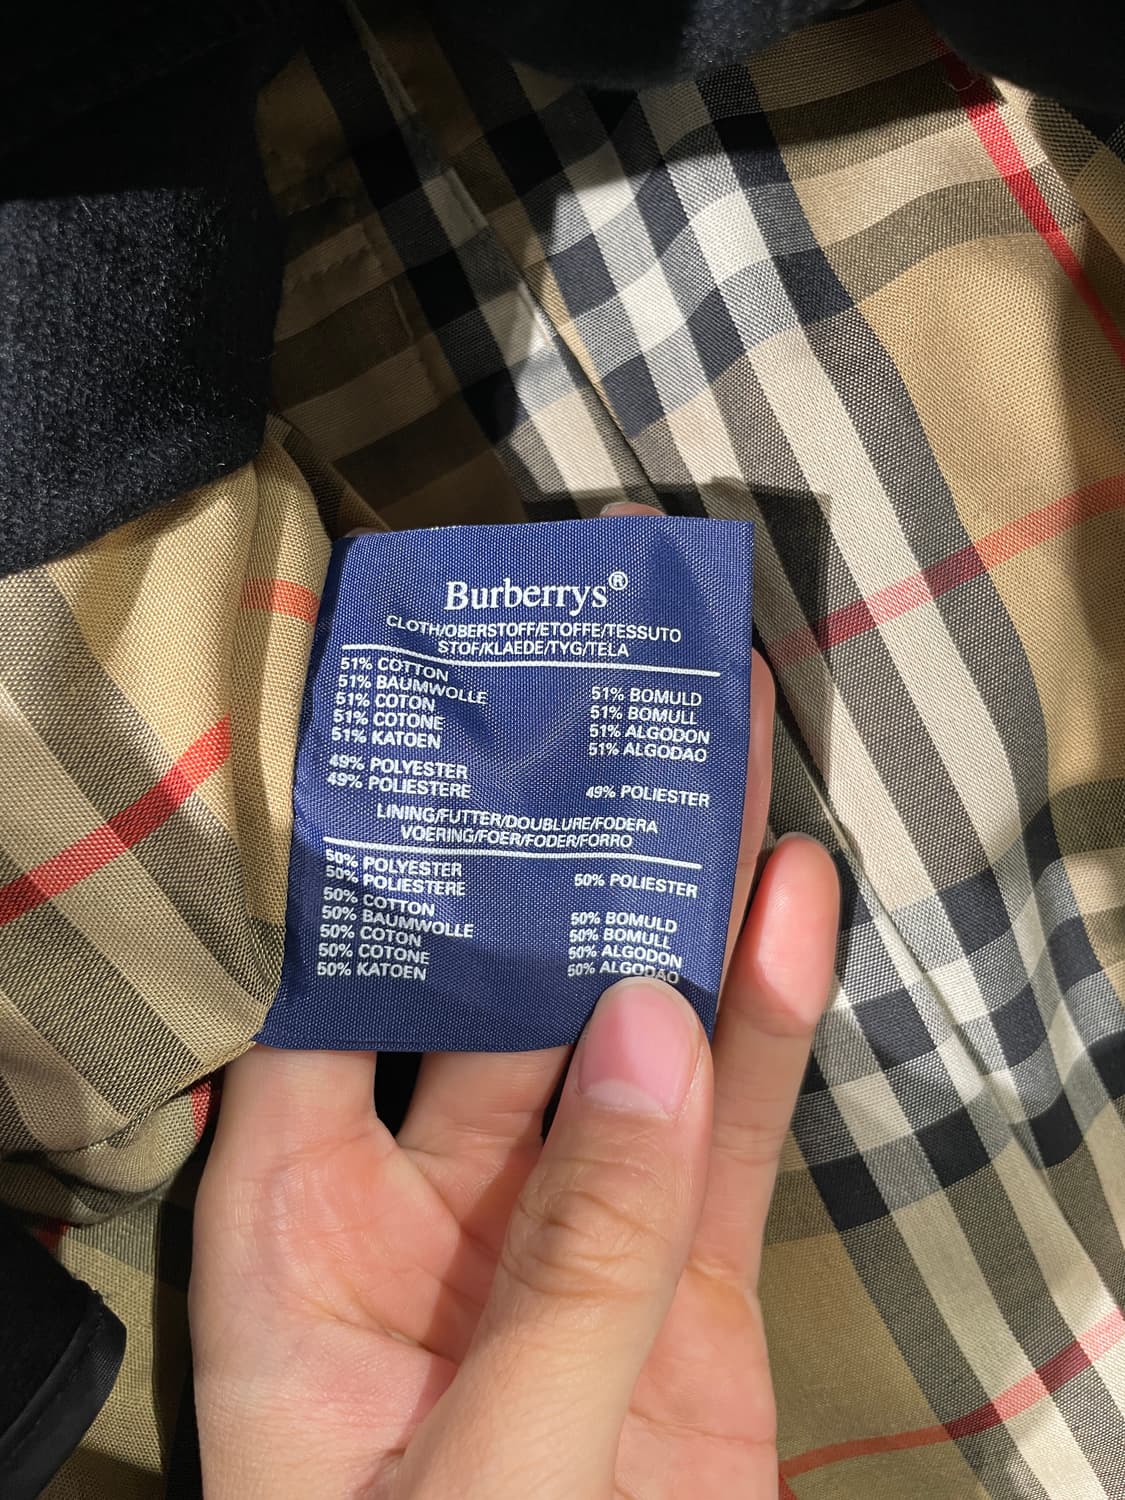 Burberrys®
CLOTH/OBERSTOFF/ETOFFE/TESSUTO
STOF/KLAEDE/TYG/TELA
51% COTTON
51% BAUMWOLLE
51% COTON
51% COTONE
51% KATOEN
51% BOMULD
51% BOMULL
51% ALGODON
51% ALGODAO
49% POLYESTER
49% POLIESTERE
49% POLIESTER
LINING/FUTTER/DOUBLURE/FODERA
VOERING/FOER/FODER/FORRO
50% POLYESTER
50% POLIESTERE
50% POLIESTER
50% COTTON
50% BAUMWOLLE
50% COTON
50% COTONE
50% KATOEN
50% BOMULD
50% BOMULL
50% ALGODON
50% ALGODAO